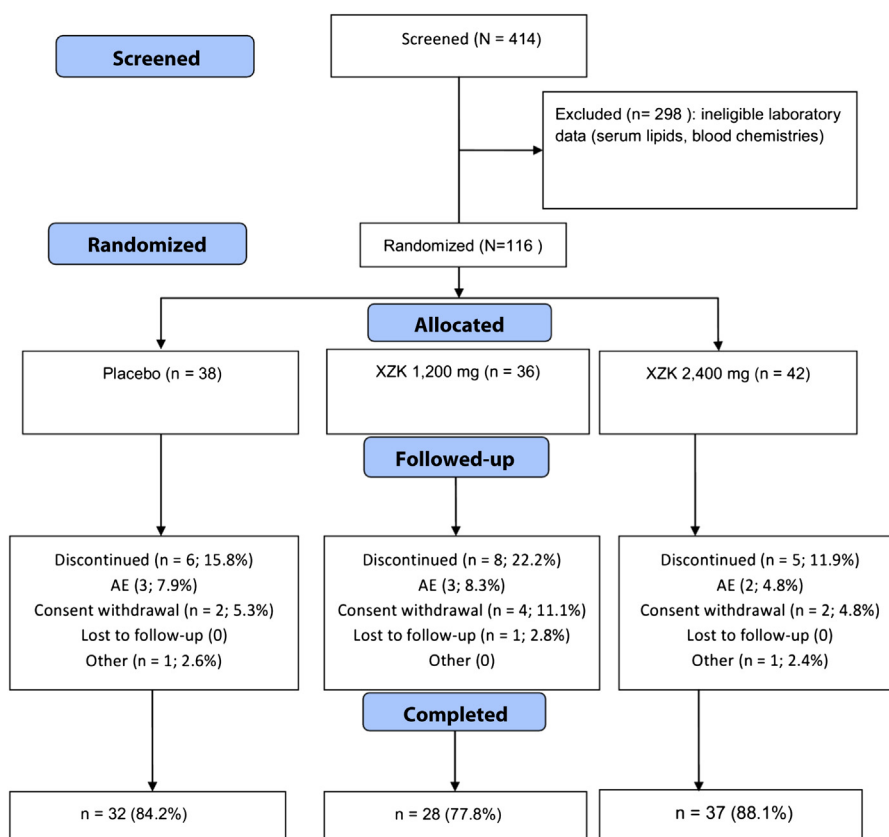 Screened (N = 414)
Screened
Excluded (n= 298 ): ineligible laboratory
data (serum lipids, blood chemistries)
Randomized
Randomized (N=116 )
Allocated
Placebo (n = 38)
XZK 1,200 mg (n = 36)
XZK 2,400 mg (n = 42)
Followed-up
Discontinued (n = 6; 15.8%)
AE (3; 7.9%)
Consent withdrawal (n = 2; 5.3%)
Lost to follow-up (0)
Other (n = 1; 2.6%)
Discontinued (n = 8; 22.2%)
AE (3; 8.3%)
Consent withdrawal (n = 4; 11.1%)
Lost to follow-up (n = 1; 2.8%)
Other (0)
Discontinued (n = 5; 11.9%)
AE (2; 4.8%)
Consent withdrawal (n = 2; 4.8%)
Lost to follow-up (0)
Other (n = 1; 2.4%)
Completed
n = 32 (84.2%)
n = 28 (77.8%)
n = 37 (88.1%)